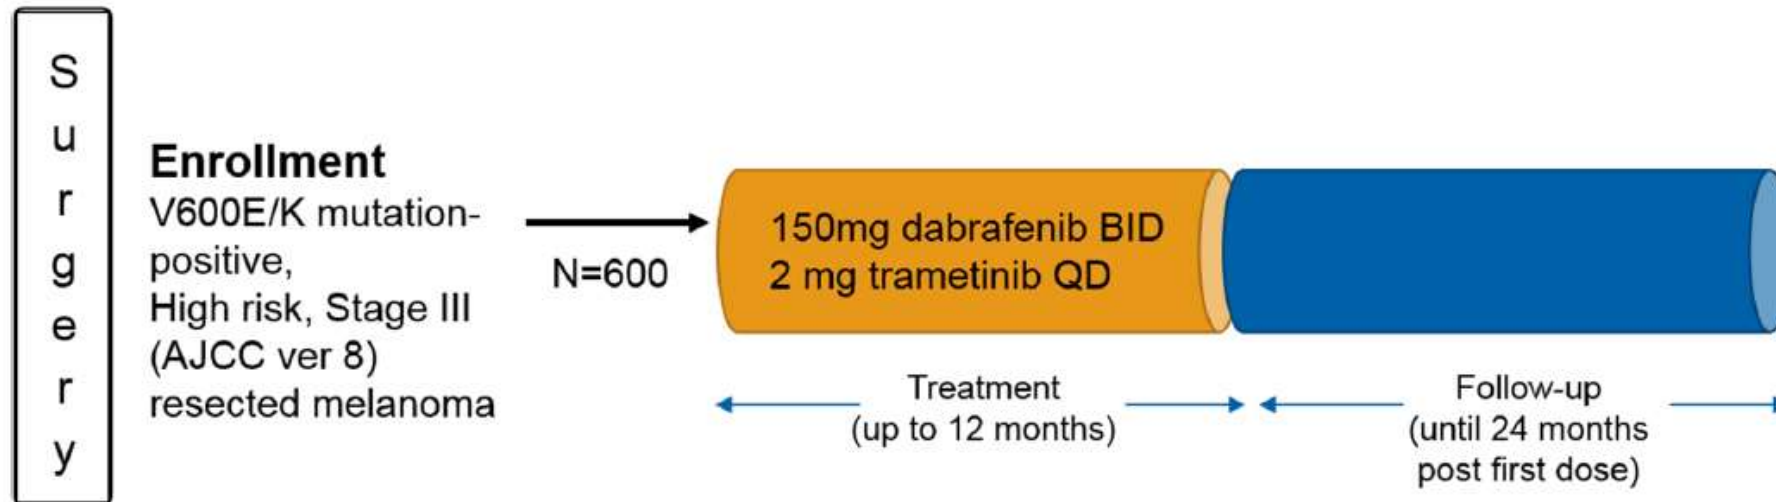 Surgery
Enrollment
V600E/K mutation-
positive,
High risk, Stage III
(AJCC ver 8)
resected melanoma
N=600
150mg dabrafenib BID
2 mg trametinib QD
Treatment
(up to 12 months)
Follow-up
(until 24 months
post first dose)